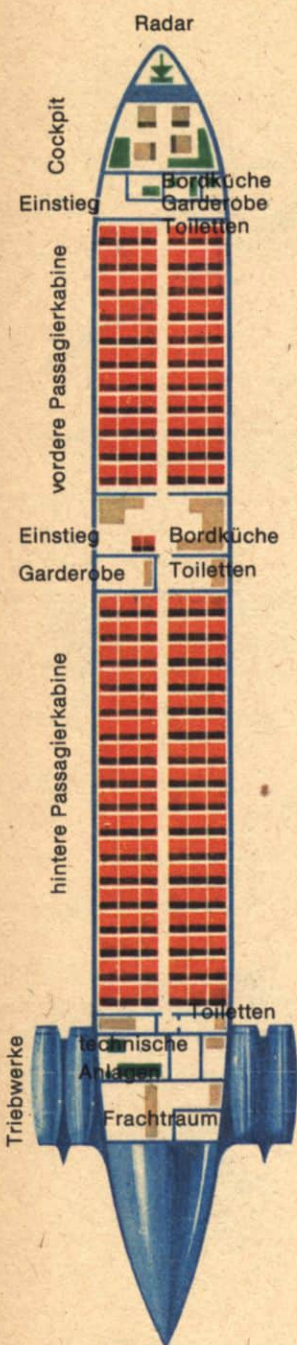 Radar
Cockpit
Bordküche
Einstieg
Garderobe
Toiletten
vordere Passagierkabine
Einstieg
Bordküche
Garderobe
Toiletten
hintere Passagierkabine
Toiletten
Triebwerke
technische
Anlagen
Frachtraum